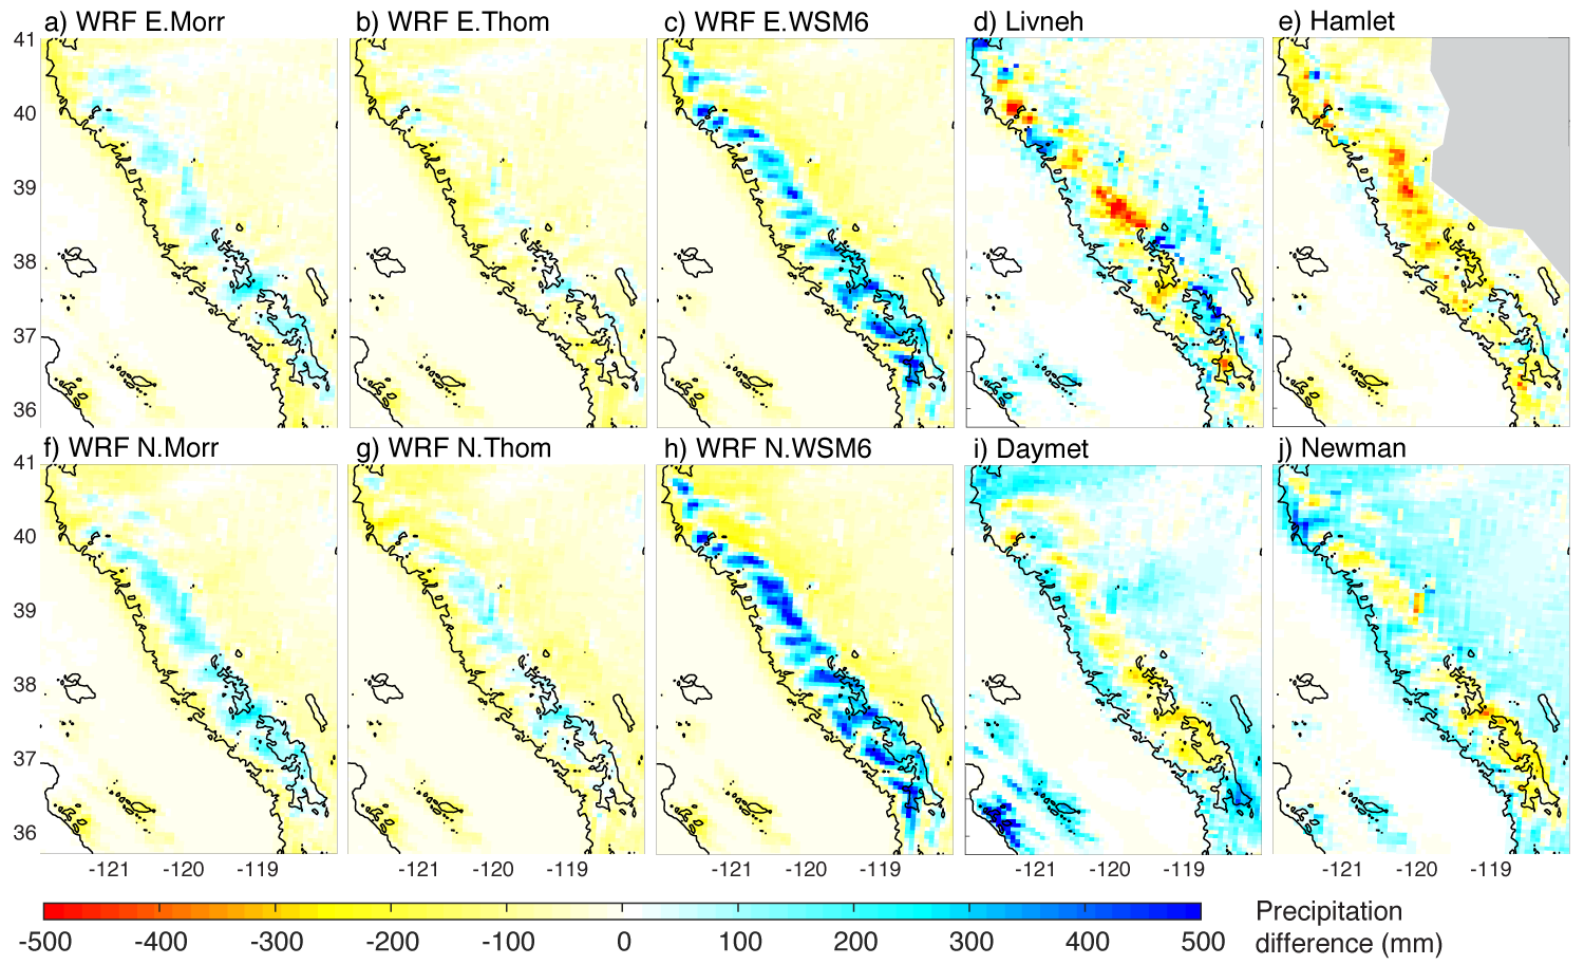 a) WRF E.Morr
b) WRF E.Thom
c) WRF E.WSM6
d) Livneh
e) Hamlet
41
40
39
38
37
36
f) WRF N.Morr
g) WRF N.Thom
h) WRF N.WSM6
i) Daymet
j) Newman
41
40
39
38
37
36
-121 -120 -119
-121 -120 -119
-121 -120 -119
-121 -120 -119
-121 -120 -119
-500 -400 -300 -200 -100 0 100 200 300 400 500
Precipitation
difference (mm)